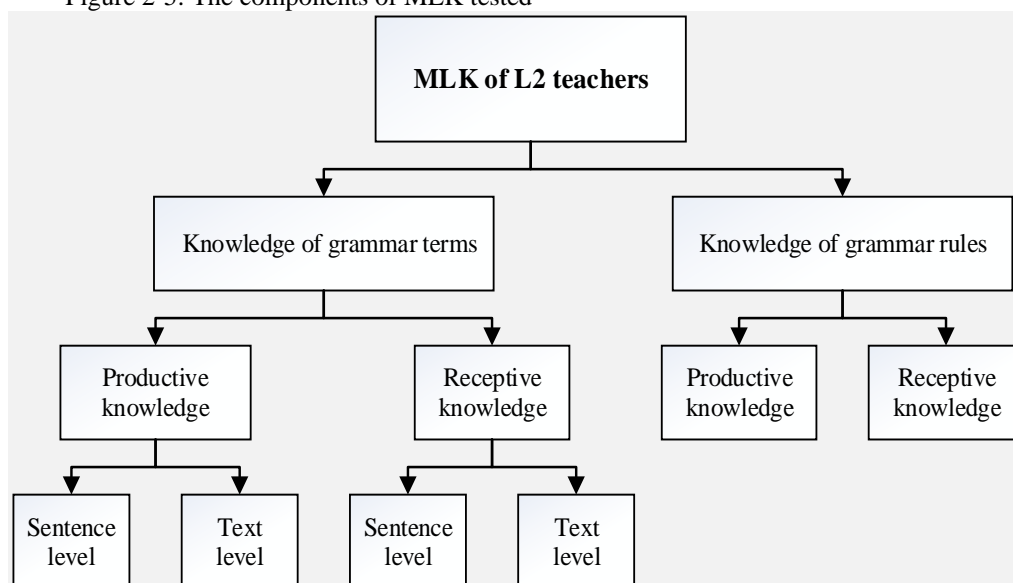 Figure 2-3: The components of MLK tested
MLK of L2 teachers
Knowledge of grammar terms
Knowledge of grammar rules
Productive
knowledge
Receptive
knowledge
Productive
knowledge
Receptive
knowledge
Sentence
level
Text
level
Sentence
level
Text
level